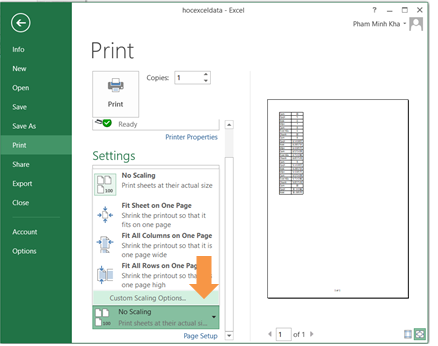 hocexceldata - Excel
?
Pham Minh Kha
Info
New
Open
Save
Save As
Print
Share
Export
Close
Account
Options
Print
Copies: 1
Print
Ready
Printer Properties
Settings
No Scaling
Print sheets at their actual size
100
Fit Sheet on One Page
Shrink the printout so that it
fits on one page
Fit All Columns on One Page
Shrink the printout so that it is
one page wide
Fit All Rows on One Page
Shrink the printout so that it is
one page high
Custom Scaling Options...
No Scaling
Print sheets at their actual si...
100
Page Setup
1 of 1